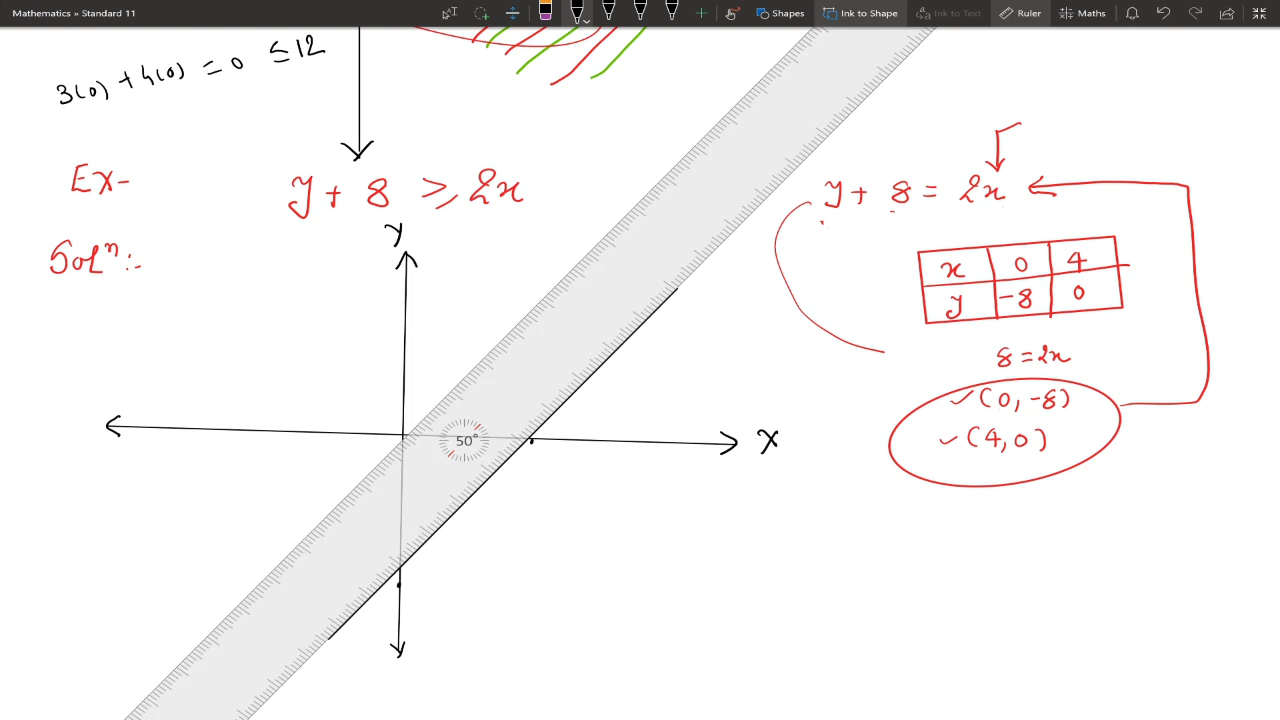 Mathematics » Standard 11
Shapes
Ink to Shape
Ink to Text
Ruler
Maths
3(0) + 4(0) = 0 ≤ 12
Ex-
y + 8 ≥ 2x
Solⁿ :-
Y
X
50°
y + 8 = 2x
x 0 4
y -8 0
8 = 2x
✓(0, -8)
✓(4, 0)